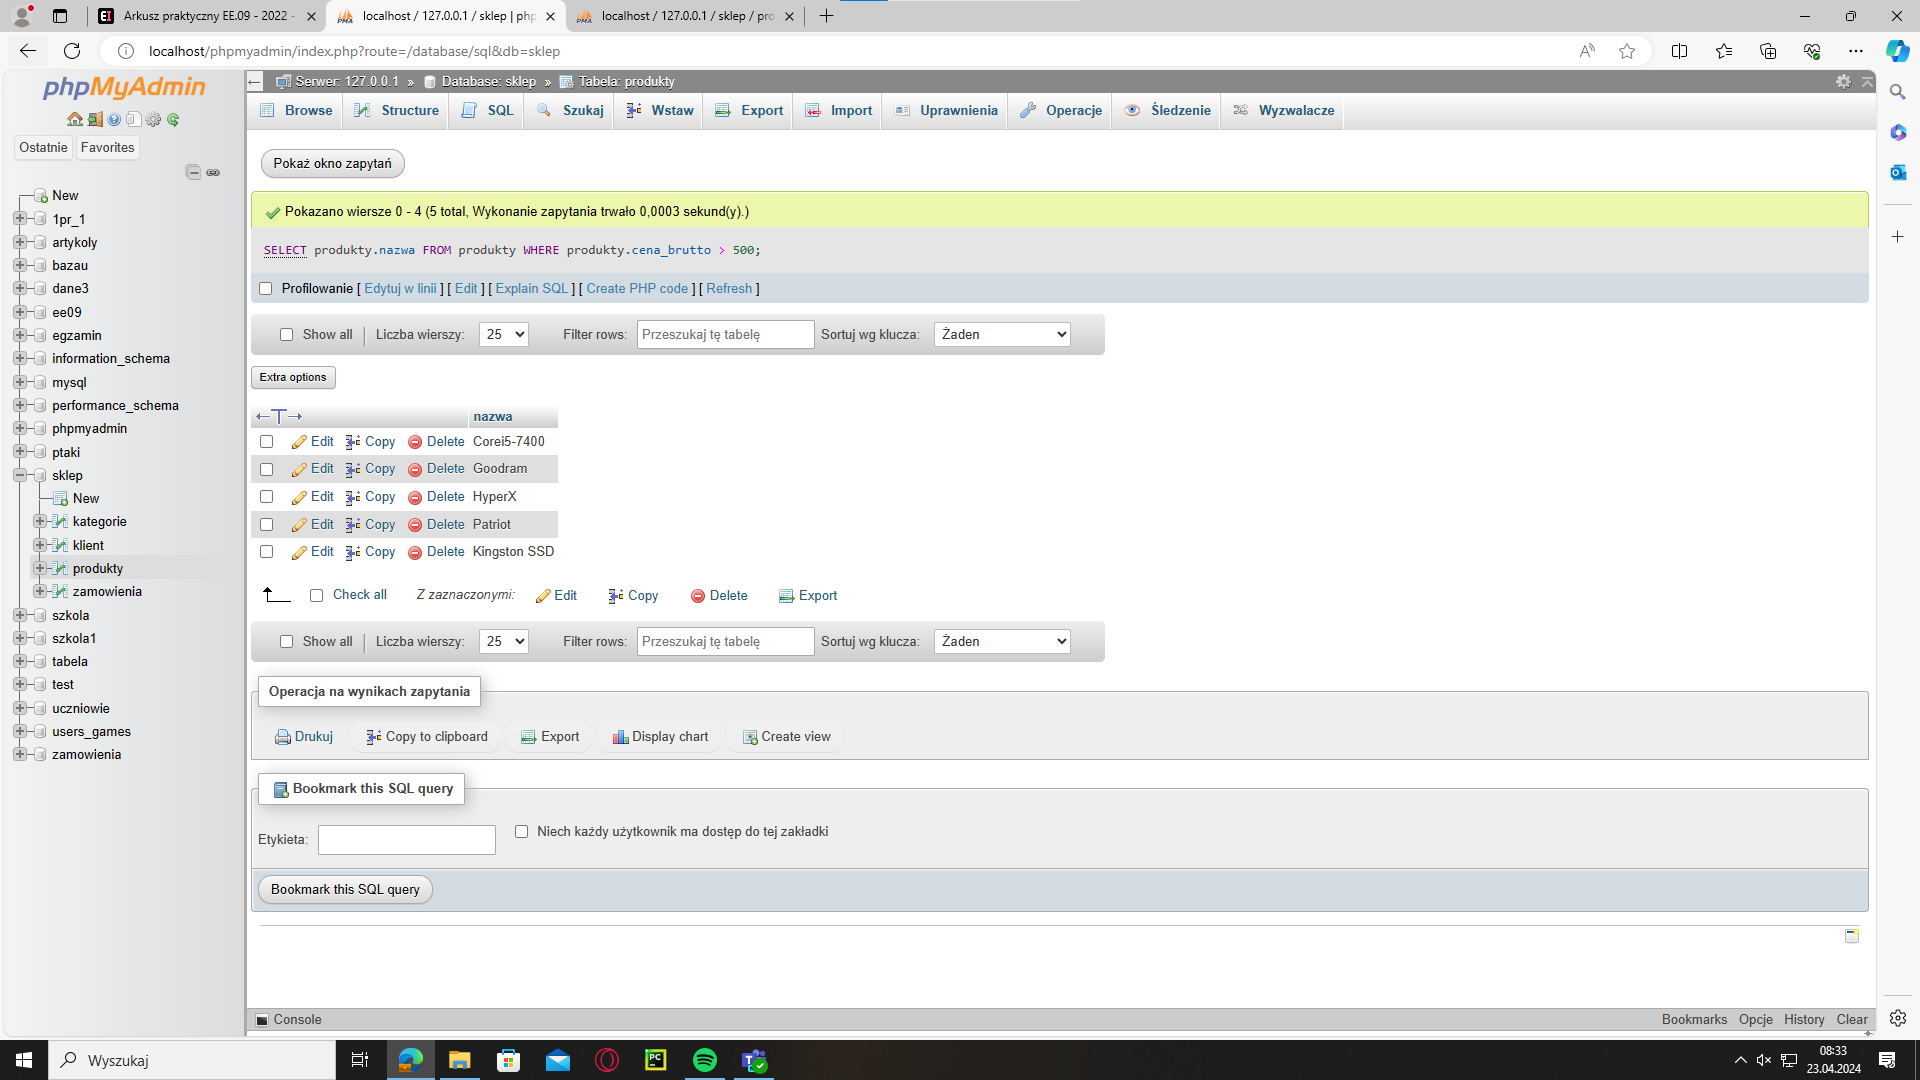 Arkusz praktyczny EE.09 - 2022 -
localhost / 127.0.0.1 / sklep | php
localhost / 127.0.0.1 / sklep / pro
localhost/phpmyadmin/index.php?route=/database/sql&db=sklep
phpMyAdmin
Ostatnie
Favorites
New
1pr_1
artykoly
bazau
dane3
ee09
egzamin
information_schema
mysql
performance_schema
phpmyadmin
ptaki
sklep
New
kategorie
klient
produkty
zamowienia
szkola
szkola1
tabela
test
uczniowie
users_games
zamowienia
Serwer: 127.0.0.1 » Database: sklep » Tabela: produkty
Browse Structure SQL Szukaj Wstaw Export Import Uprawnienia Operacje Śledzenie Wyzwalacze
Pokaż okno zapytań
Pokazano wiersze 0 - 4 (5 total, Wykonanie zapytania trwało 0,0003 sekund(y).)
SELECT produkty.nazwa FROM produkty WHERE produkty.cena_brutto > 500;
Profilowanie [ Edytuj w linii ] [ Edit ] [ Explain SQL ] [ Create PHP code ] [ Refresh ]
Show all | Liczba wierszy: 25 Filter rows: Przeszukaj tę tabelę Sortuj wg klucza: Żaden
Extra options
←T→ nazwa
Edit Copy Delete Corei5-7400
Edit Copy Delete Goodram
Edit Copy Delete HyperX
Edit Copy Delete Patriot
Edit Copy Delete Kingston SSD
Check all Z zaznaczonymi: Edit Copy Delete Export
Show all | Liczba wierszy: 25 Filter rows: Przeszukaj tę tabelę Sortuj wg klucza: Żaden
Operacja na wynikach zapytania
Drukuj Copy to clipboard Export Display chart Create view
Bookmark this SQL query
Etykieta: Niech każdy użytkownik ma dostęp do tej zakładki
Bookmark this SQL query
Console
Bookmarks Opcje History Clear
Wyszukaj
08:33
23.04.2024